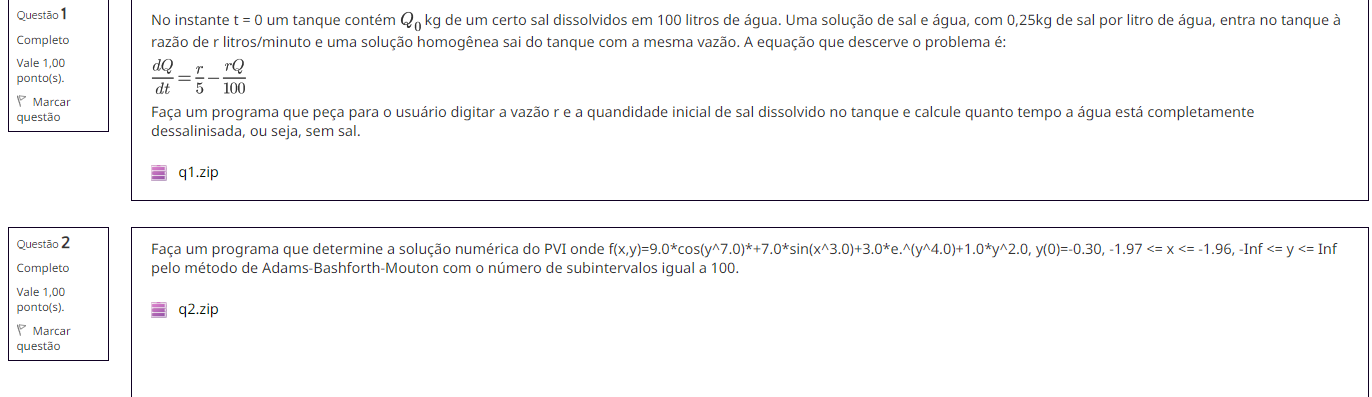 Questão 1
Completo
Vale 1,00
ponto(s).
Marcar
questão
No instante t = 0 um tanque contém Q₀ kg de um certo sal dissolvidos em 100 litros de água. Uma solução de sal e água, com 0,25kg de sal por litro de água, entra no tanque à
razão de r litros/minuto e uma solução homogênea sai do tanque com a mesma vazão. A equação que descerve o problema é:
dQ/dt = r/5 − rQ/100
Faça um programa que peça para o usuário digitar a vazão r e a quandidade inicial de sal dissolvido no tanque e calcule quanto tempo a água está completamente
dessalinisada, ou seja, sem sal.
q1.zip
Questão 2
Completo
Vale 1,00
ponto(s).
Marcar
questão
Faça um programa que determine a solução numérica do PVI onde f(x,y)=9.0*cos(y^7.0)*+7.0*sin(x^3.0)+3.0*e.^(y^4.0)+1.0*y^2.0, y(0)=-0.30, -1.97 <= x <= -1.96, -Inf <= y <= Inf
pelo método de Adams-Bashforth-Mouton com o número de subintervalos igual a 100.
q2.zip